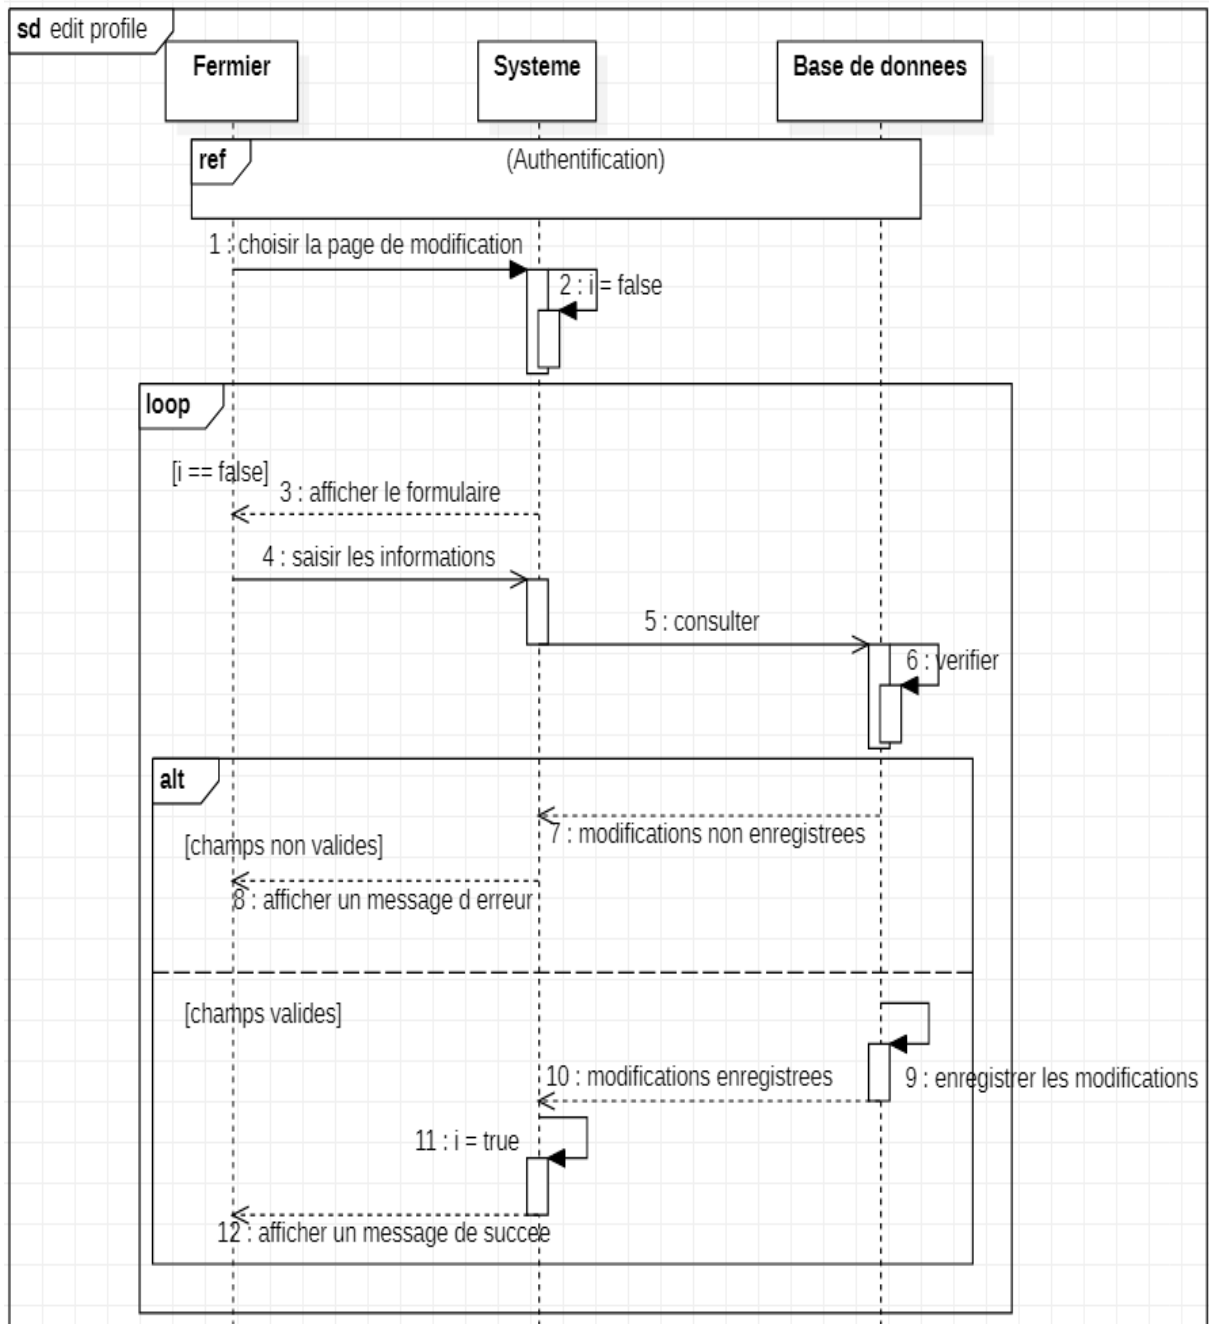 sd edit profile
Fermier
Systeme
Base de donnees
ref
(Authentification)
1 : choisir la page de modification
2 : i = false
loop
[i == false]
3 : afficher le formulaire
4 : saisir les informations
5 : consulter
6 : verifier
alt
7 : modifications non enregistrees
[champs non valides]
8 : afficher un message d erreur
[champs valides]
10 : modifications enregistrees
9 : enregistrer les modifications
11 : i = true
12 : afficher un message de succee